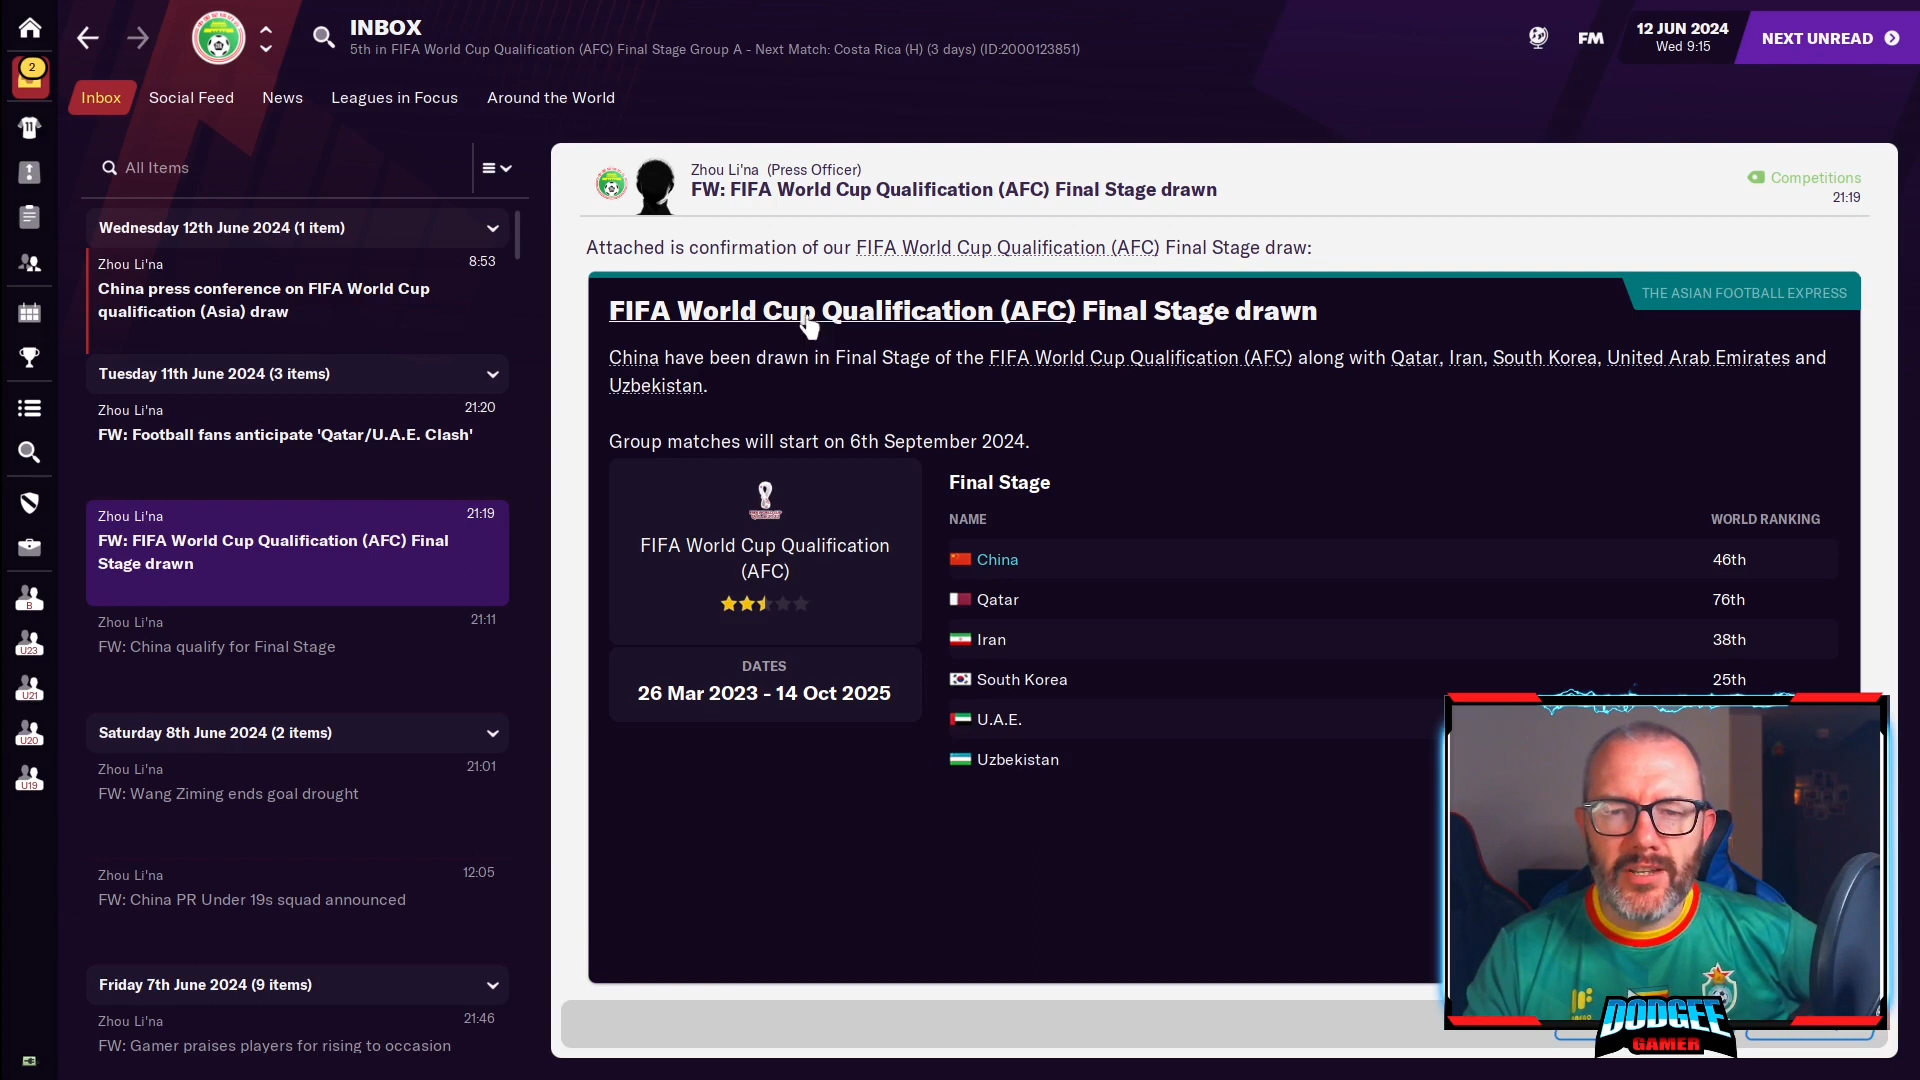 INBOX
5th in FIFA World Cup Qualification (AFC) Final Stage Group A - Next Match: Costa Rica (H) (3 days) (ID:2000123851)
FM
12 JUN 2024
Wed 9:15
NEXT UNREAD
2
Inbox
Social Feed
News
Leagues in Focus
Around the World
All Items
Wednesday 12th June 2024 (1 item)
Zhou Li'na
8:53
China press conference on FIFA World Cup
qualification (Asia) draw
Tuesday 11th June 2024 (3 items)
Zhou Li'na
21:20
FW: Football fans anticipate 'Qatar/U.A.E. Clash'
Zhou Li'na
21:19
FW: FIFA World Cup Qualification (AFC) Final
Stage drawn
Zhou Li'na
21:11
FW: China qualify for Final Stage
Saturday 8th June 2024 (2 items)
Zhou Li'na
21:01
FW: Wang Ziming ends goal drought
Zhou Li'na
12:05
FW: China PR Under 19s squad announced
Friday 7th June 2024 (9 items)
Zhou Li'na
21:46
FW: Gamer praises players for rising to occasion
11
B
U23
U21
U20
U19
Zhou Li'na (Press Officer)
FW: FIFA World Cup Qualification (AFC) Final Stage drawn
Competitions
21:19
Attached is confirmation of our FIFA World Cup Qualification (AFC) Final Stage draw:
THE ASIAN FOOTBALL EXPRESS
FIFA World Cup Qualification (AFC) Final Stage drawn
China have been drawn in Final Stage of the FIFA World Cup Qualification (AFC) along with Qatar, Iran, South Korea, United Arab Emirates and
Uzbekistan.
Group matches will start on 6th September 2024.
FIFA World Cup Qualification
(AFC)
DATES
26 Mar 2023 - 14 Oct 2025
Final Stage
NAME
WORLD RANKING
China
46th
Qatar
76th
Iran
38th
South Korea
25th
U.A.E.
Uzbekistan
DODGEE
GAMER